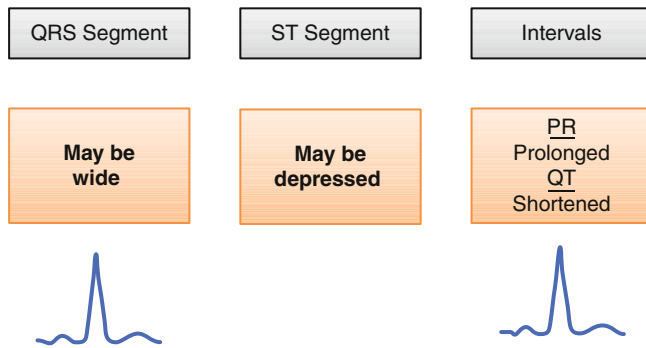 QRS Segment
ST Segment
Intervals
May be
wide
May be
depressed
PR
Prolonged
QT
Shortened